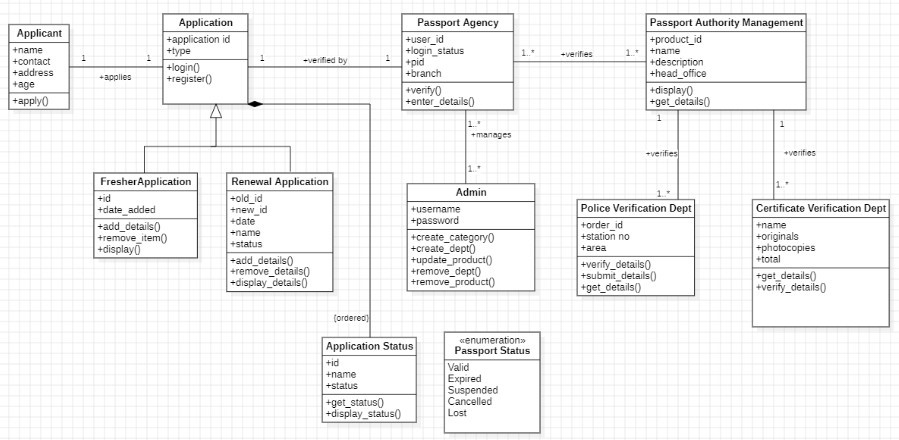 Applicant
+name
+contact
+address
+age
+apply()
1
1
+applies
Application
+application id
+type
+login()
+register()
1
1
+verified by
Passport Agency
+user_id
+login_status
+pid
+branch
+verify()
+enter_details()
1..*
1..*
+verifies
Passport Authority Management
+product_id
+name
+description
+head_office
+display()
+get_details()
1..*
+manages
1..*
1
+verifies
1..*
1
+verifies
1..*
FresherApplication
+id
+date_added
+add_details()
+remove_item()
+display()
Renewal Application
+old_id
+new_id
+date
+name
+status
+add_details()
+remove_details()
+display_details()
Admin
+username
+password
+create_category()
+create_dept()
+update_product()
+remove_dept()
+remove_product()
Police Verification Dept
+order_id
+station no
+area
+verify_details()
+submit_details()
+get_details()
Certificate Verification Dept
+name
+originals
+photocopies
+total
+get_details()
+verify_details()
{ordered}
Application Status
+id
+name
+status
+get_status()
+display_status()
«enumeration»
Passport Status
Valid
Expired
Suspended
Cancelled
Lost